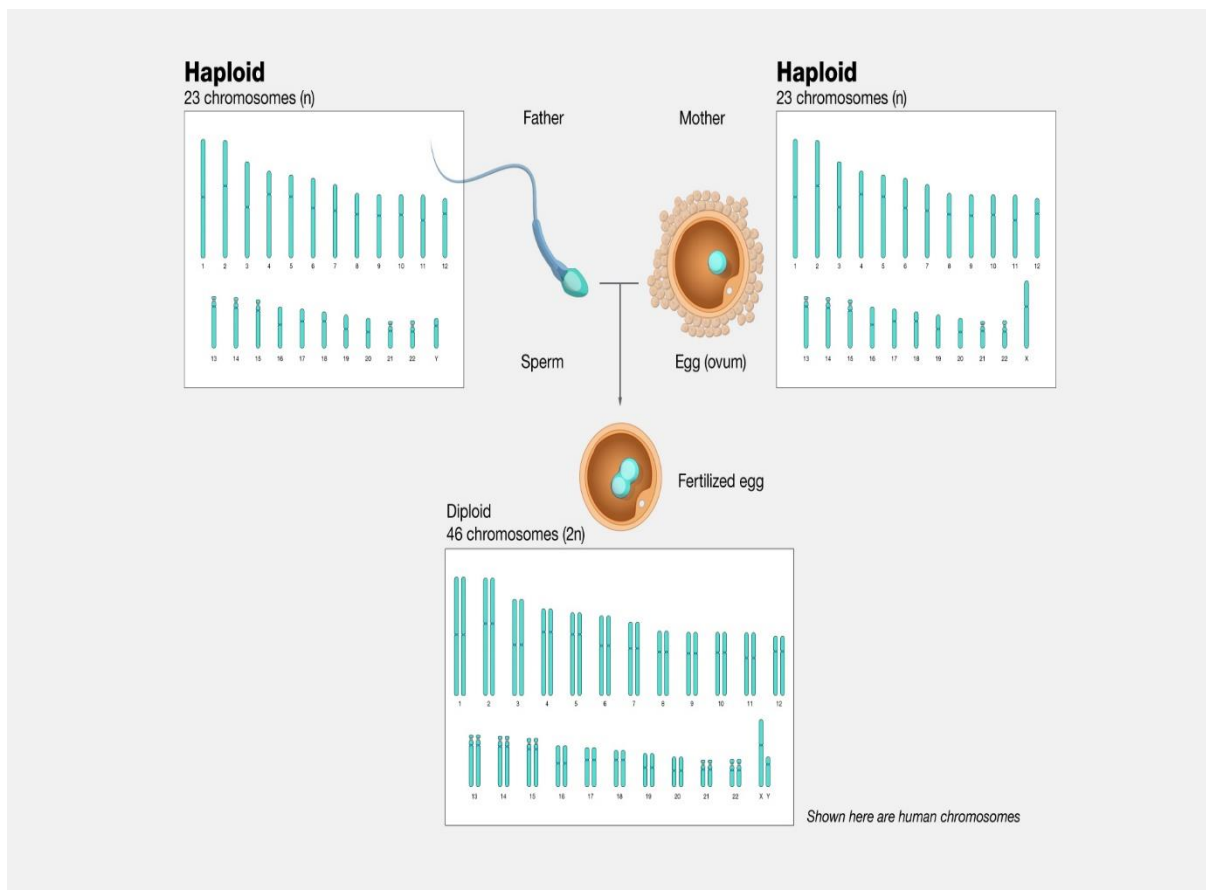 Haploid
23 chromosomes (n)
Father
Mother
Haploid
23 chromosomes (n)
1 2 3 4 5 6 7 8 9 10 11 12
13 14 15 16 17 18 19 20 21 22 Y
1 2 3 4 5 6 7 8 9 10 11 12
13 14 15 16 17 18 19 20 21 22 X
Sperm
Egg (ovum)
Fertilized egg
Diploid
46 chromosomes (2n)
1 2 3 4 5 6 7 8 9 10 11 12
13 14 15 16 17 18 19 20 21 22 X Y
Shown here are human chromosomes